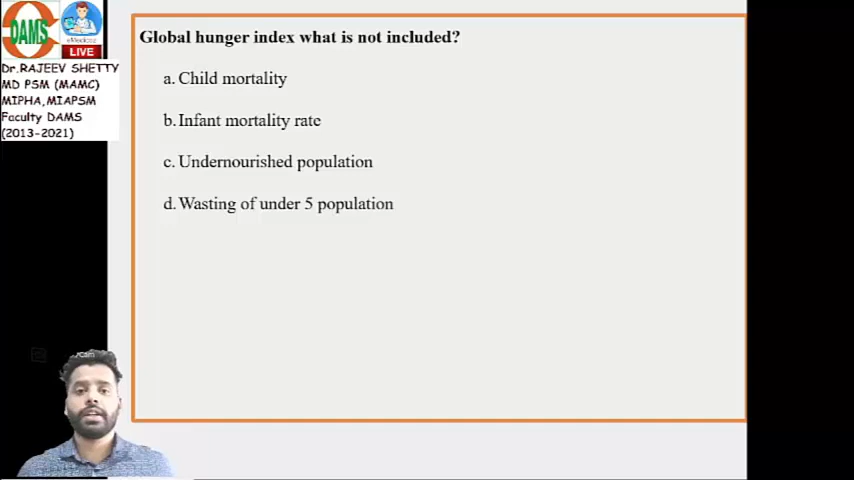 DAMS
eMedicoz
LIVE
Dr.RAJEEV SHETTY
MD PSM (MAMC)
MIPHA,MIAPSM
Faculty DAMS
(2013-2021)
Global hunger index what is not included?
a. Child mortality
b. Infant mortality rate
c. Undernourished population
d. Wasting of under 5 population